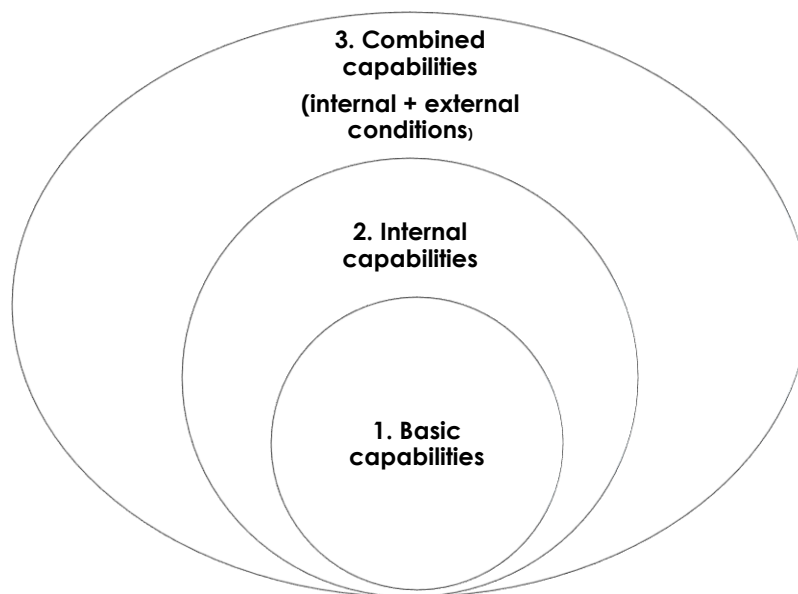 3. Combined
capabilities
(internal + external
conditions)
2. Internal
capabilities
1. Basic
capabilities